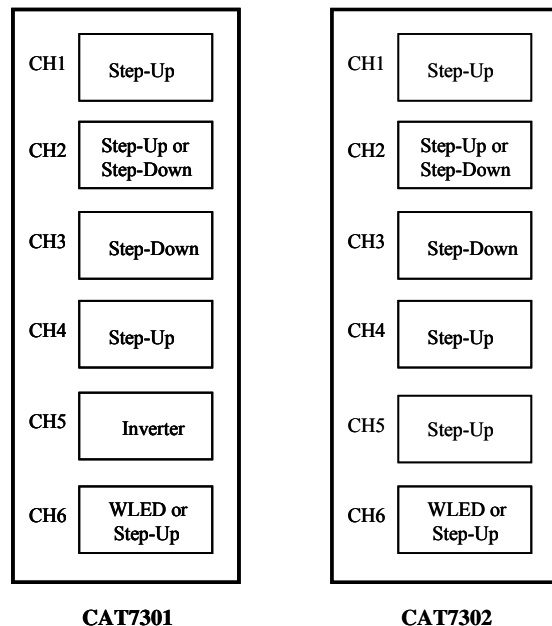 CH1
Step-Up
CH2
Step-Up or
Step-Down
CH3
Step-Down
CH4
Step-Up
CH5
Inverter
CH6
WLED or
Step-Up
CAT7301
CH1
Step-Up
CH2
Step-Up or
Step-Down
CH3
Step-Down
CH4
Step-Up
CH5
Step-Up
CH6
WLED or
Step-Up
CAT7302